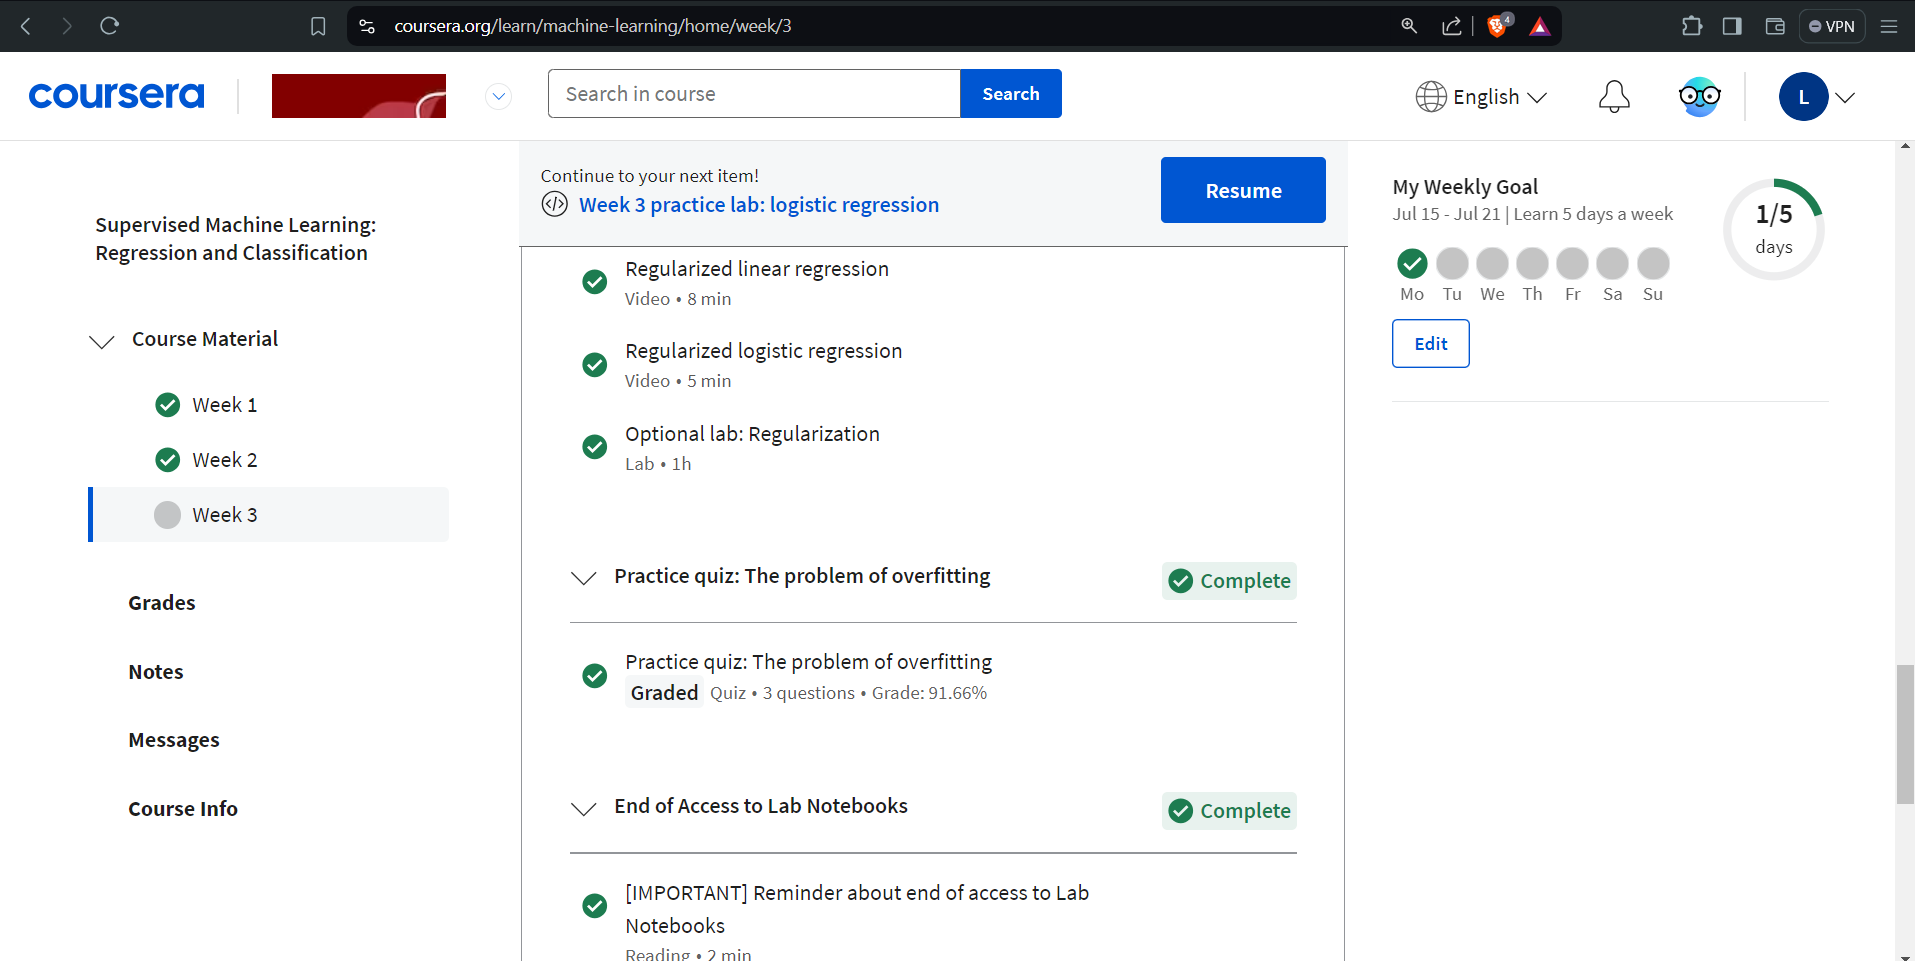 coursera.org/learn/machine-learning/home/week/3
4
VPN
coursera
Search in course
Search
English
L
Continue to your next item!
Week 3 practice lab: logistic regression
Resume
My Weekly Goal
Jul 15 - Jul 21 | Learn 5 days a week
1/5
days
Mo Tu We Th Fr Sa Su
Edit
Supervised Machine Learning:
Regression and Classification
Course Material
Week 1
Week 2
Week 3
Grades
Notes
Messages
Course Info
Regularized linear regression
Video • 8 min
Regularized logistic regression
Video • 5 min
Optional lab: Regularization
Lab • 1h
Practice quiz: The problem of overfitting
Complete
Practice quiz: The problem of overfitting
Graded Quiz • 3 questions • Grade: 91.66%
End of Access to Lab Notebooks
Complete
[IMPORTANT] Reminder about end of access to Lab
Notebooks
Reading • 2 min